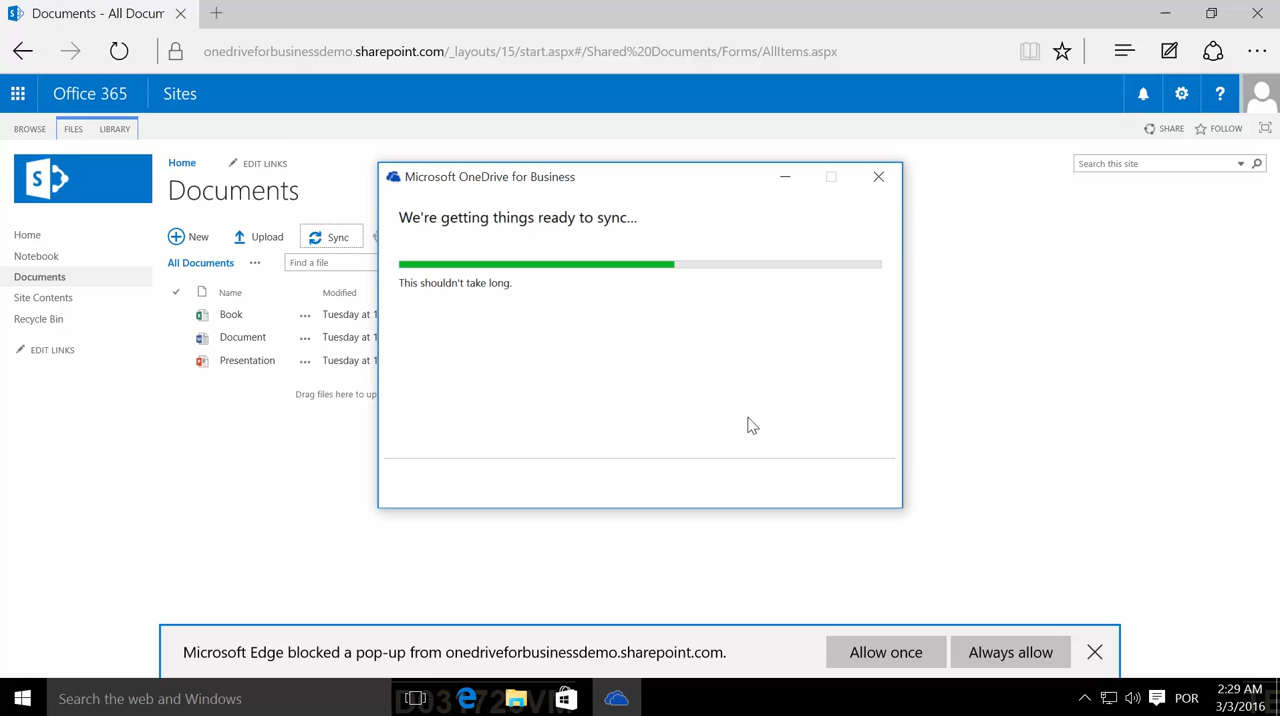 Documents - All Docum
onedriveforbusinessdemo.sharepoint.com/_layouts/15/start.aspx#/Shared%20Documents/Forms/AllItems.aspx
Office 365
Sites
?
BROWSE
FILES
LIBRARY
SHARE
FOLLOW
S
Home
EDIT LINKS
Documents
Search this site
Home
Notebook
Documents
Site Contents
Recycle Bin
EDIT LINKS
New
Upload
Sync
All Documents
...
Find a file
Name
Modified
Book
...
Tuesday at 1
Document
...
Tuesday at 1
Presentation
...
Tuesday at 1
Drag files here to up
Microsoft OneDrive for Business
We're getting things ready to sync...
This shouldn't take long.
Microsoft Edge blocked a pop-up from onedriveforbusinessdemo.sharepoint.com.
Allow once
Always allow
Search the web and Windows
POR
2:29 AM
3/3/2016